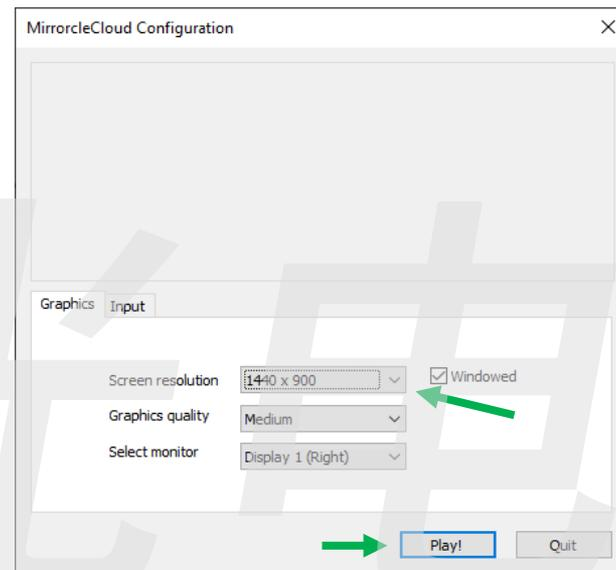 MirrorcleCloud Configuration
Graphics Input
Screen resolution 1440 x 900 Windowed
Graphics quality Medium
Select monitor Display 1 (Right)
Play! Quit